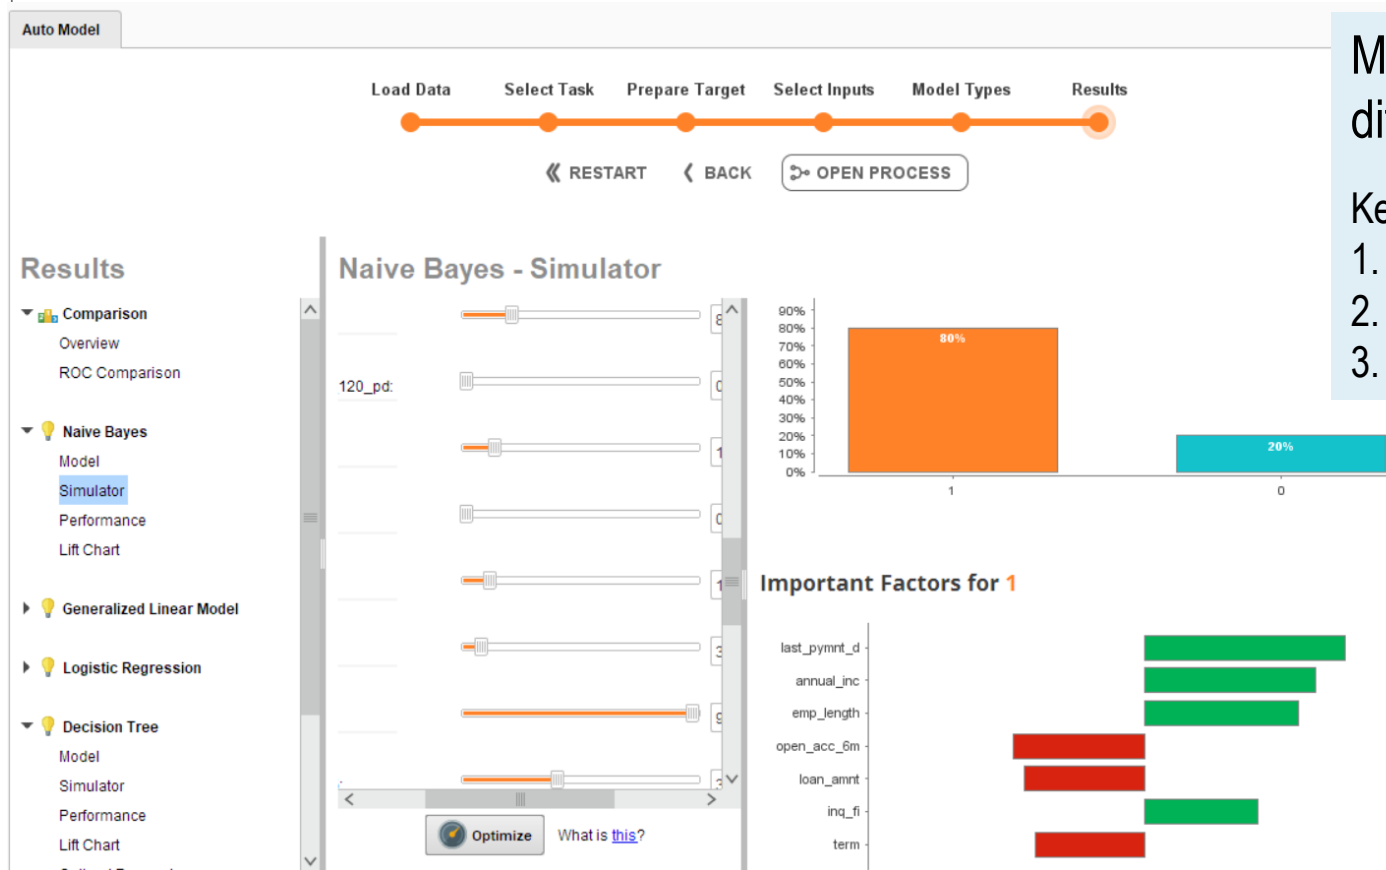 Auto Model
Load Data Select Task Prepare Target Select Inputs Model Types Results
RESTART BACK OPEN PROCESS
Results
Comparison
Overview
ROC Comparison
Naive Bayes
Model
Simulator
Performance
Lift Chart
Generalized Linear Model
Logistic Regression
Decision Tree
Model
Simulator
Performance
Lift Chart
Naive Bayes - Simulator
120_pd:
Optimize What is this?
90%
80%
70%
60%
50%
40%
30%
20%
10%
0%
80%
20%
1 0
Important Factors for 1
last_pymnt_d
annual_inc
emp_length
open_acc_6m
loan_amnt
inq_fi
term
M
Ke
1.
2.
3.